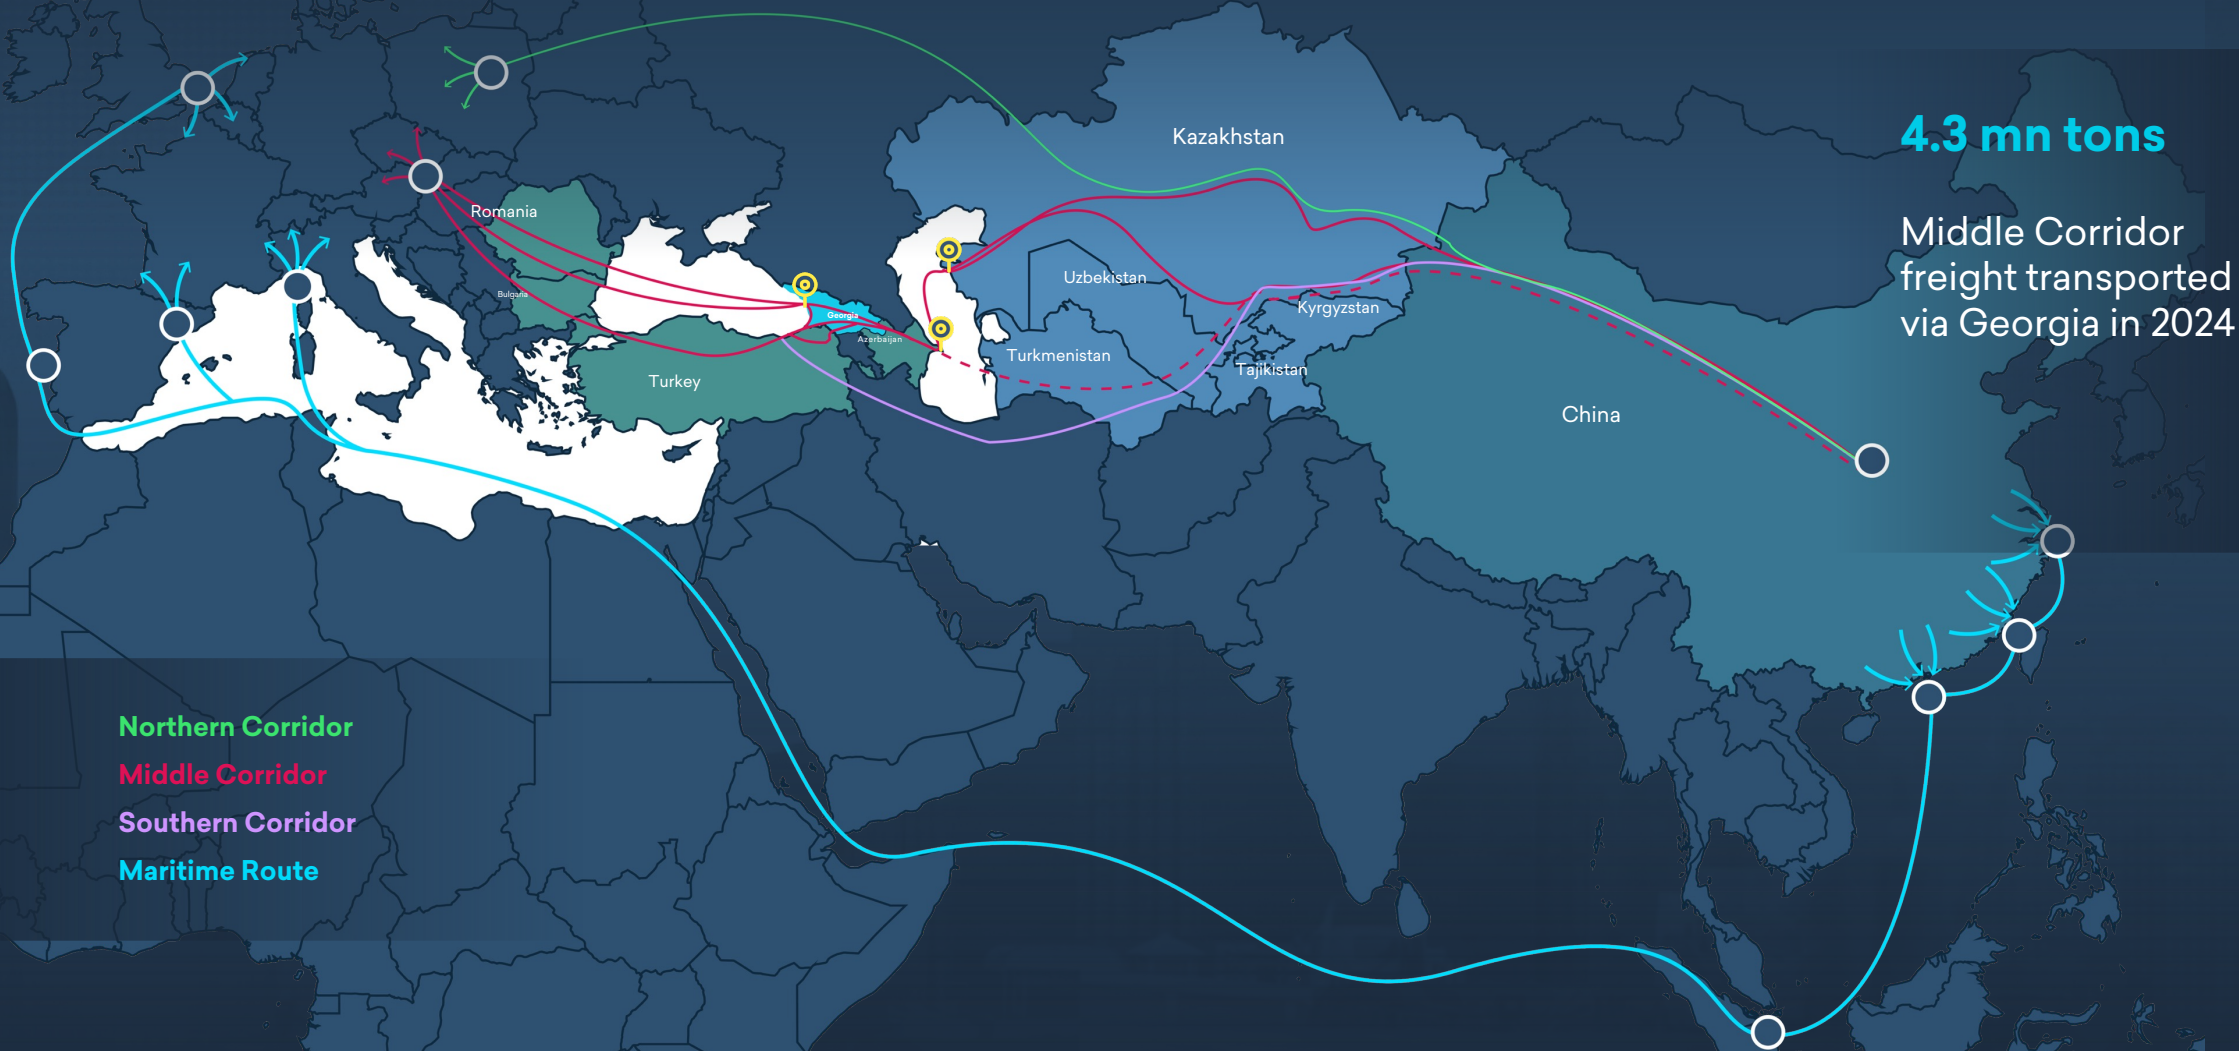 4.3 mn tons
Middle Corridor
freight transported
via Georgia in 2024
Kazakhstan
Romania
Uzbekistan
Bulgaria
Kyrgyzstan
Georgia
Azerbaijan
Turkmenistan
Tajikistan
Turkey
China
Northern Corridor
Middle Corridor
Southern Corridor
Maritime Route